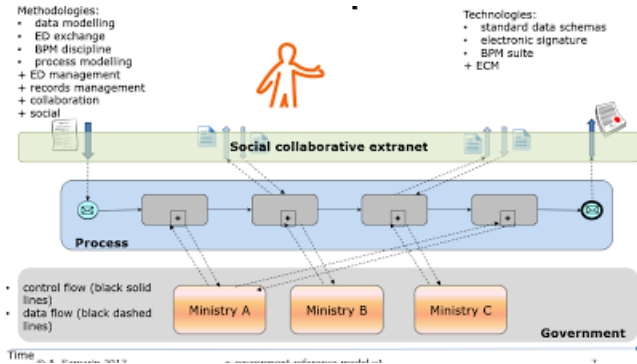 Methodologies:
• data modelling
• ED exchange
• BPM discipline
• process modelling
+ ED management
+ records management
+ collaboration
+ social
Technologies:
• standard data schemas
• electronic signature
• BPM suite
+ ECM
Social collaborative extranet
Process
• control flow (black solid
lines)
• data flow (black dashed
lines)
Ministry A
Ministry B
Ministry C
Government
Time